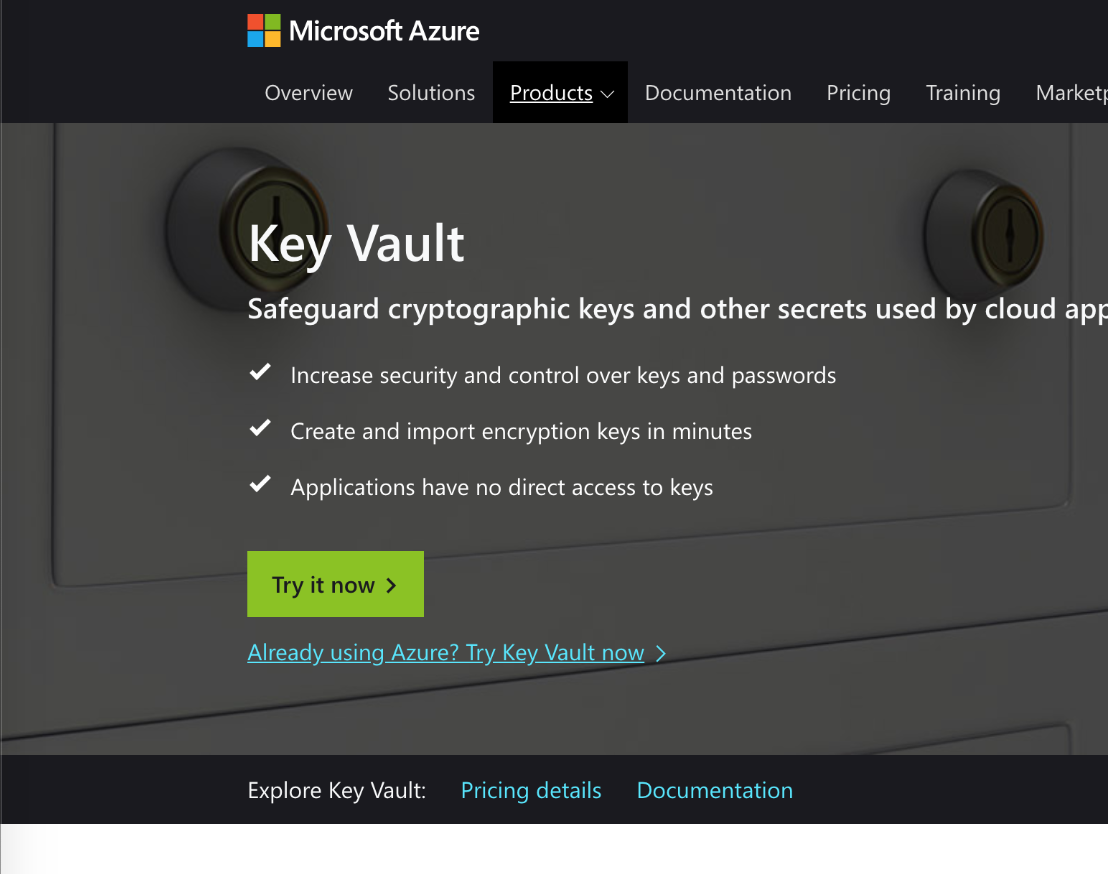 Microsoft Azure
Overview Solutions Products Documentation Pricing Training
Key Vault
Safeguard cryptographic keys and other secrets used by cloud
Increase security and control over keys and passwords
Create and import encryption keys in minutes
Applications have no direct access to keys
Try it now
Already using Azure? Try Key Vault now
Explore Key Vault: Pricing details Documentation